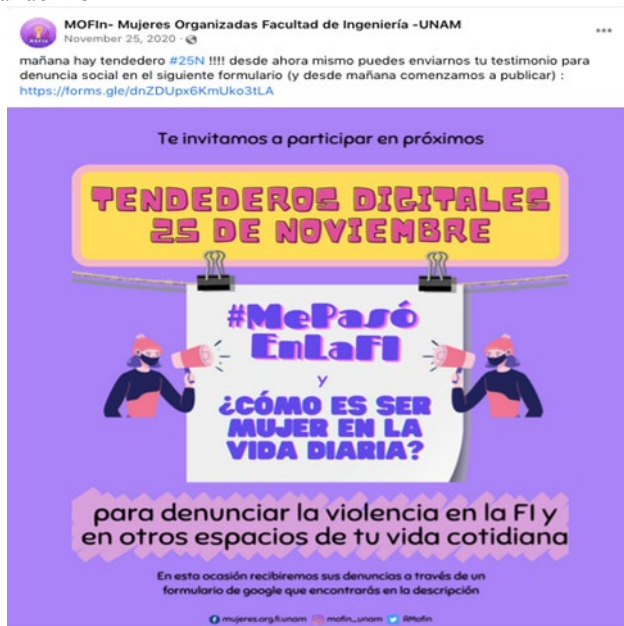 MOFIn- Mujeres Organizadas Facultad de Ingeniería -UNAM
November 25, 2020
mañana hay tendedero #25N !!!! desde ahora mismo puedes enviarnos tu testimonio para
denuncia social en el siguiente formulario (y desde mañana comenzamos a publicar) :
https://forms.gle/dnZDUpx6KmUko3tLA
Te invitamos a participar en próximos
TENDEDEROS DIGITALES
25 DE NOVIEMBRE
#MePasó
EnLaFI
y
¿CÓMO ES SER
MUJER EN LA
VIDA DIARIA?
para denunciar la violencia en la FI y
en otros espacios de tu vida cotidiana
En esta ocasión recibiremos sus denuncias a través de un
formulario de google que encontrarás en la descripción
mujeres.org.fi.unam mofin_unam RMofin